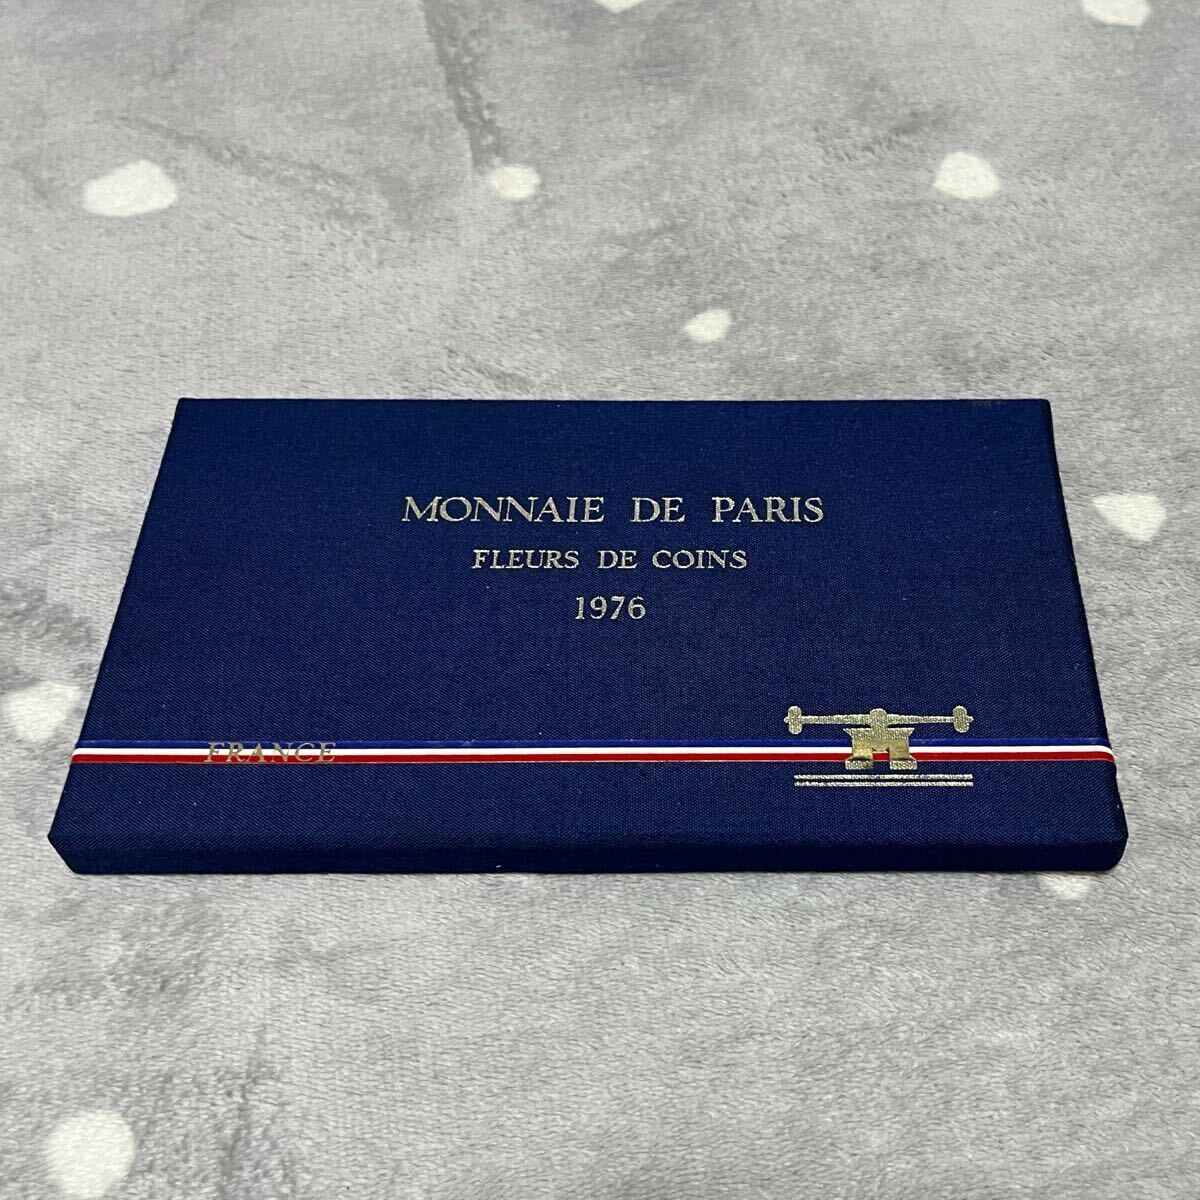 MONNAIE DE PARIS
FLEURS DE COINS
1976
FRANCE